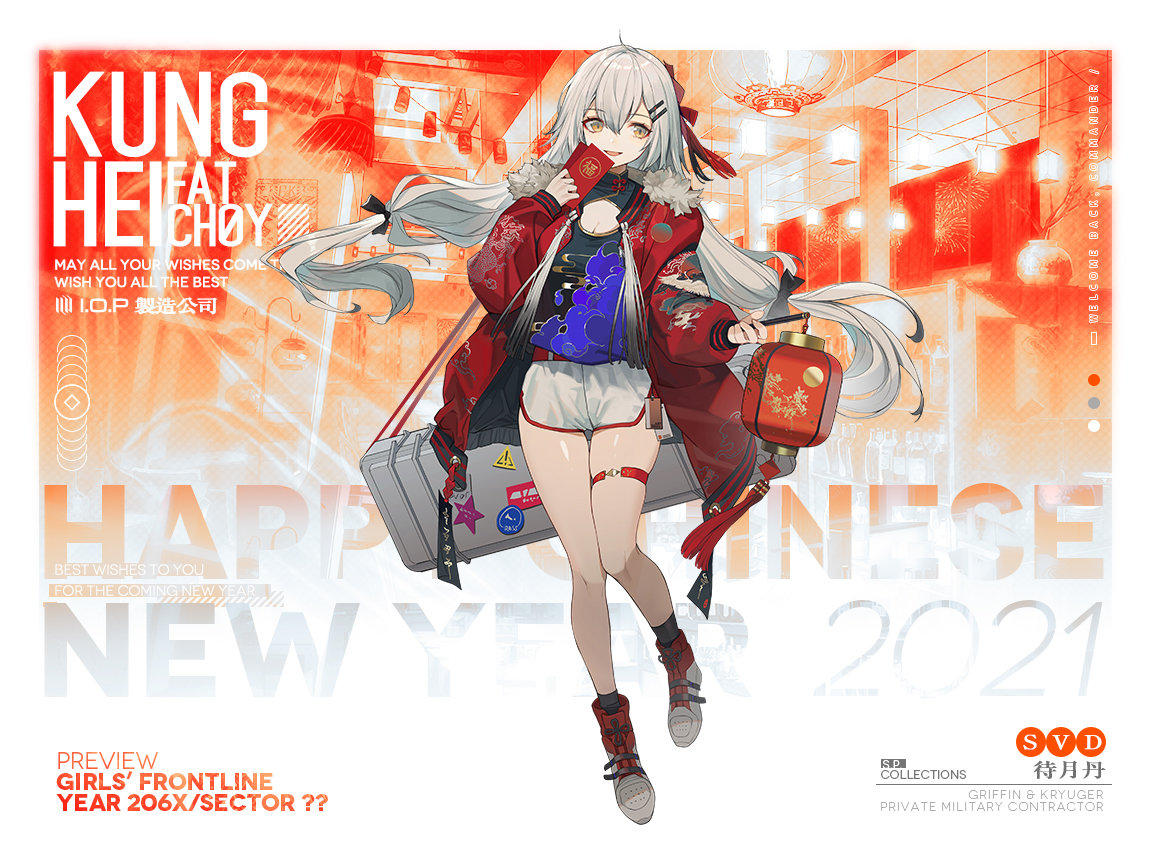 KUNG
HEI FAT
CHØY
MAY ALL YOUR WISHES COME T
WISH YOU ALL THE BEST
I.O.P 製造公司
福
WELCOME BACK, COMMANDER /
HAPPY CHINESE
BEST WISHES TO YOU
FOR THE COMING NEW YEAR
NEW YEAR 2021
PREVIEW
GIRLS' FRONTLINE
YEAR 206X/SECTOR ??
SVD
S.P.
COLLECTIONS
待月丹
GRIFFIN & KRYUGER
PRIVATE MILITARY CONTRACTOR